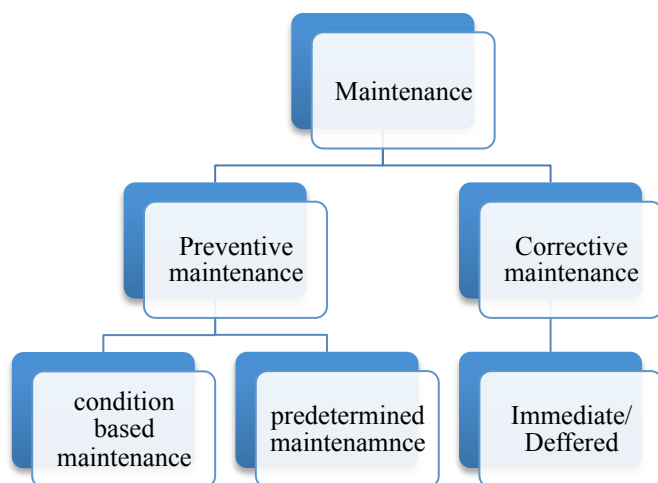 Maintenance
Preventive
maintenance
Corrective
maintenance
condition
based
maintenance
predetermined
maintenamnce
Immediate/
Deffered